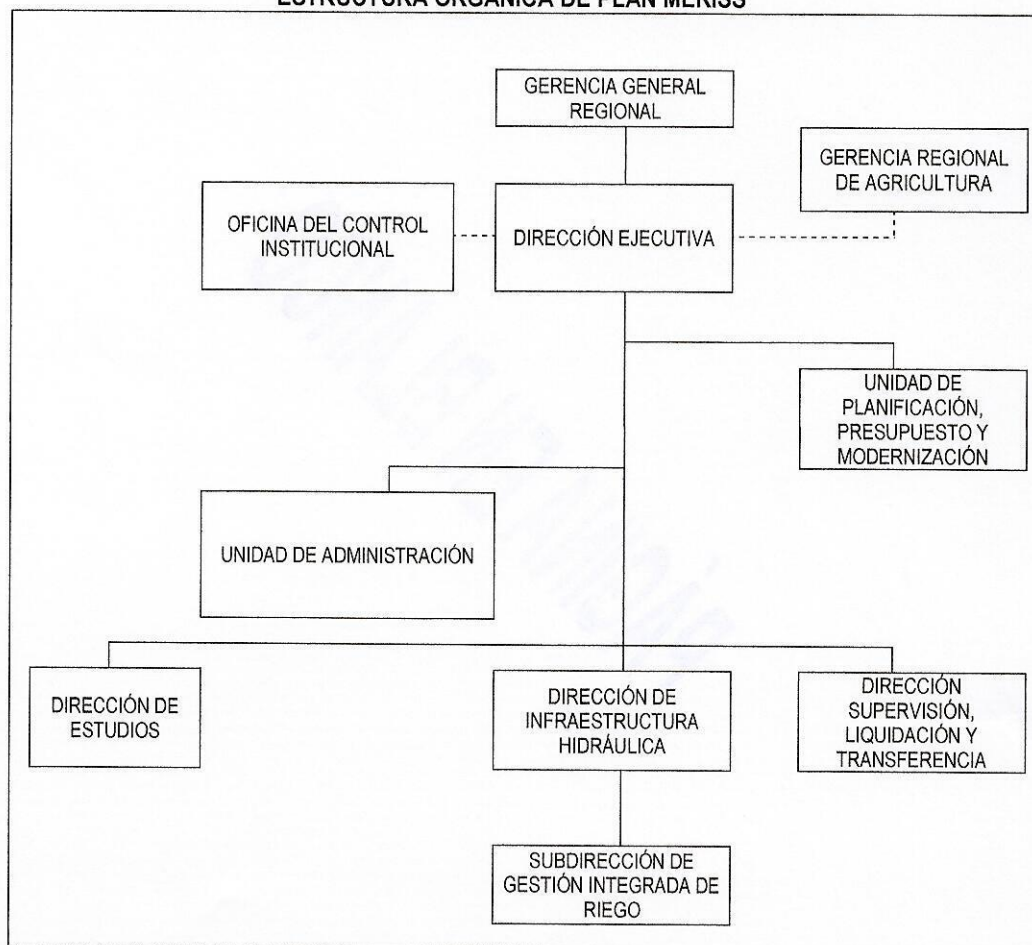 ESTRUCTURA ORGÁNICA DE PLAN MERISS
GERENCIA GENERAL
REGIONAL
GERENCIA REGIONAL
DE AGRICULTURA
OFICINA DEL CONTROL
INSTITUCIONAL
DIRECCIÓN EJECUTIVA
UNIDAD DE
PLANIFICACIÓN,
PRESUPUESTO Y
MODERNIZACIÓN
UNIDAD DE ADMINISTRACIÓN
DIRECCIÓN DE
ESTUDIOS
DIRECCIÓN DE
INFRAESTRUCTURA
HIDRÁULICA
DIRECCIÓN
SUPERVISIÓN,
LIQUIDACIÓN Y
TRANSFERENCIA
SUBDIRECCIÓN DE
GESTIÓN INTEGRADA DE
RIEGO